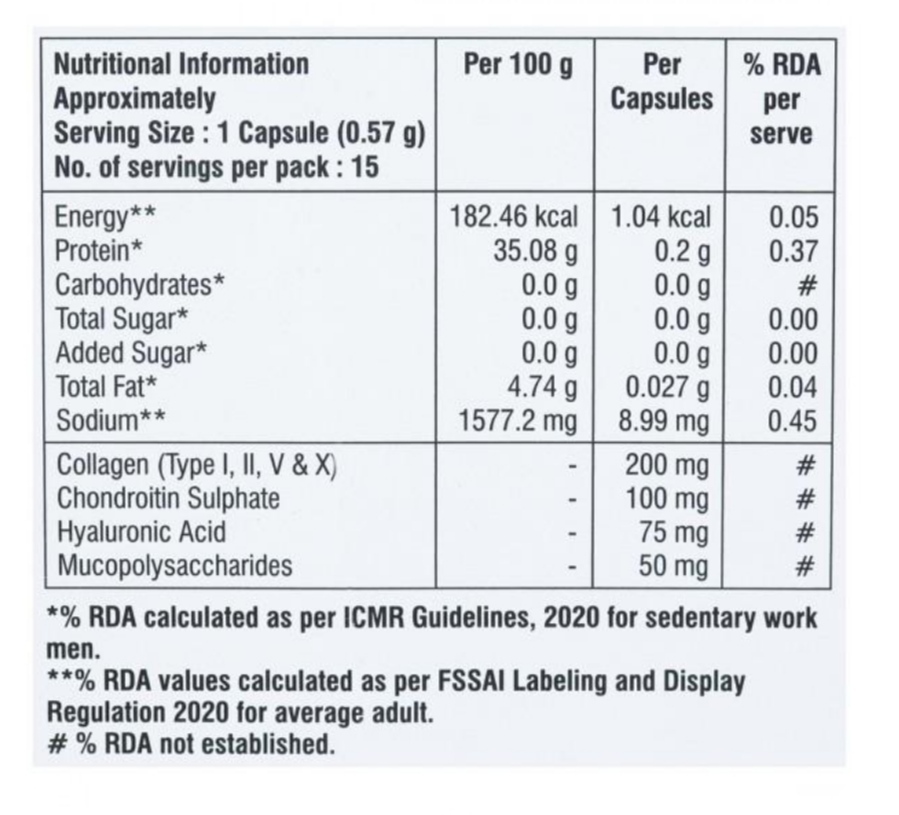 Nutritional Information Per 100 g Per % RDA
Approximately Capsules per
Serving Size : 1 Capsule (0.57 g) serve
No. of servings per pack : 15
Energy** 182.46 kcal 1.04 kcal 0.05
Protein* 35.08 g 0.2 g 0.37
Carbohydrates* 0.0 g 0.0 g #
Total Sugar* 0.0 g 0.0 g 0.00
Added Sugar* 0.0 g 0.0 g 0.00
Total Fat* 4.74 g 0.027 g 0.04
Sodium** 1577.2 mg 8.99 mg 0.45
Collagen (Type I, II, V & X) - 200 mg #
Chondroitin Sulphate - 100 mg #
Hyaluronic Acid - 75 mg #
Mucopolysaccharides - 50 mg #
*% RDA calculated as per ICMR Guidelines, 2020 for sedentary work
men.
**% RDA values calculated as per FSSAI Labeling and Display
Regulation 2020 for average adult.
# % RDA not established.